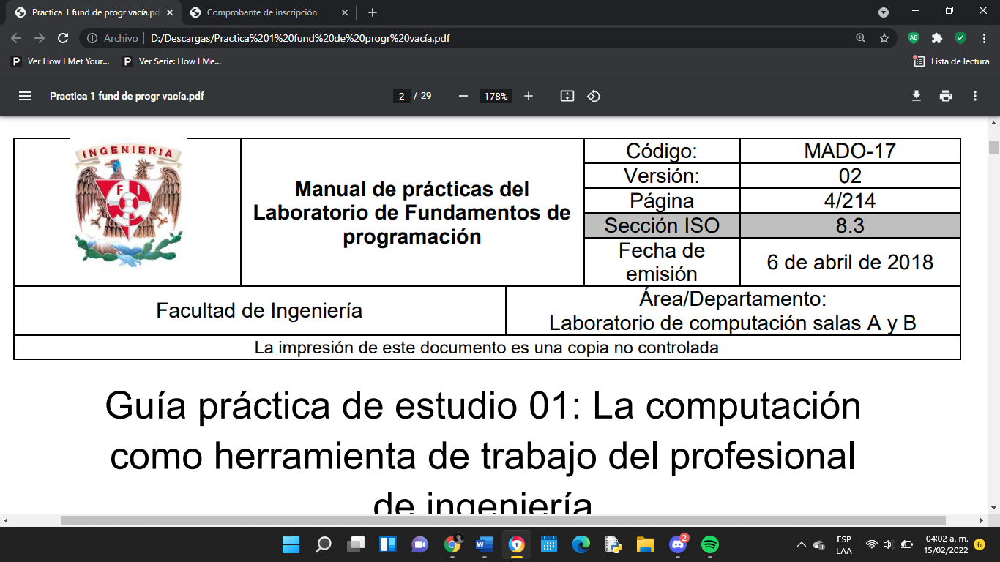 Practica 1 fund de progr vacía.pd
Comprobante de inscripción
Archivo D:/Descargas/Practica%201%20fund%20de%20progr%20vacía.pdf
AB
P Ver How I Met Your...
P Ver Serie: How I Me...
Lista de lectura
Practica 1 fund de progr vacía.pdf
2 / 29
178%
INGENIERIA
F I
Manual de prácticas del
Laboratorio de Fundamentos de
programación
Código: MADO-17
Versión: 02
Página 4/214
Sección ISO 8.3
Fecha de
emisión
6 de abril de 2018
Facultad de Ingeniería
Área/Departamento:
Laboratorio de computación salas A y B
La impresión de este documento es una copia no controlada
Guía práctica de estudio 01: La computación
como herramienta de trabajo del profesional
de ingeniería
2
ESP
LAA
04:02 a. m.
15/02/2022
6